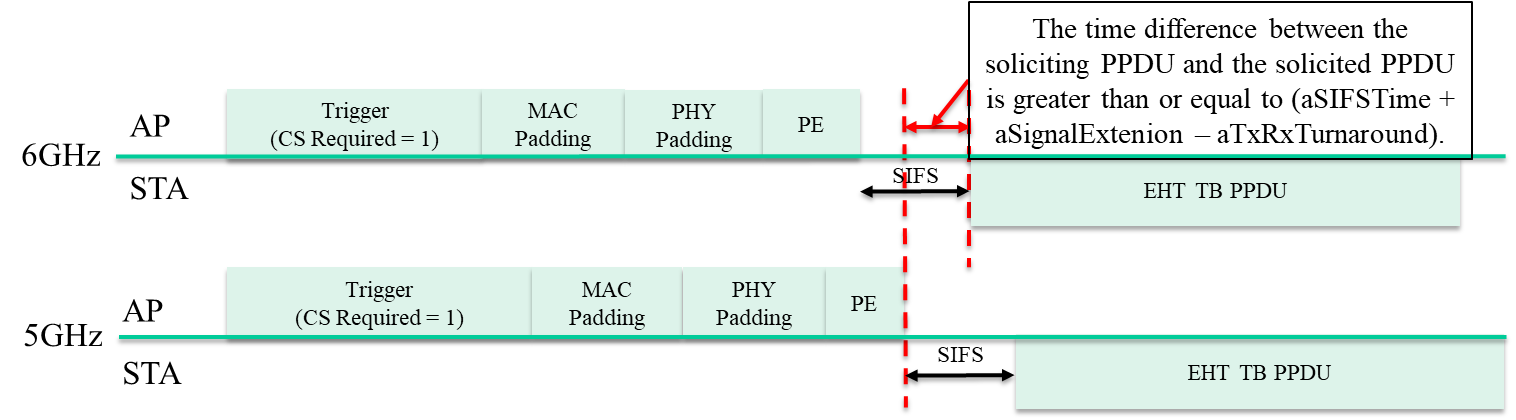 The time difference between the
soliciting PPDU and the solicited PPDU
is greater than or equal to (aSIFSTime +
aSignalExtenion – aTxRxTurnaround).
6GHz
AP
STA
Trigger
(CS Required = 1)
MAC
Padding
PHY
Padding
PE
SIFS
EHT TB PPDU
5GHz
AP
STA
Trigger
(CS Required = 1)
MAC
Padding
PHY
Padding
PE
SIFS
EHT TB PPDU